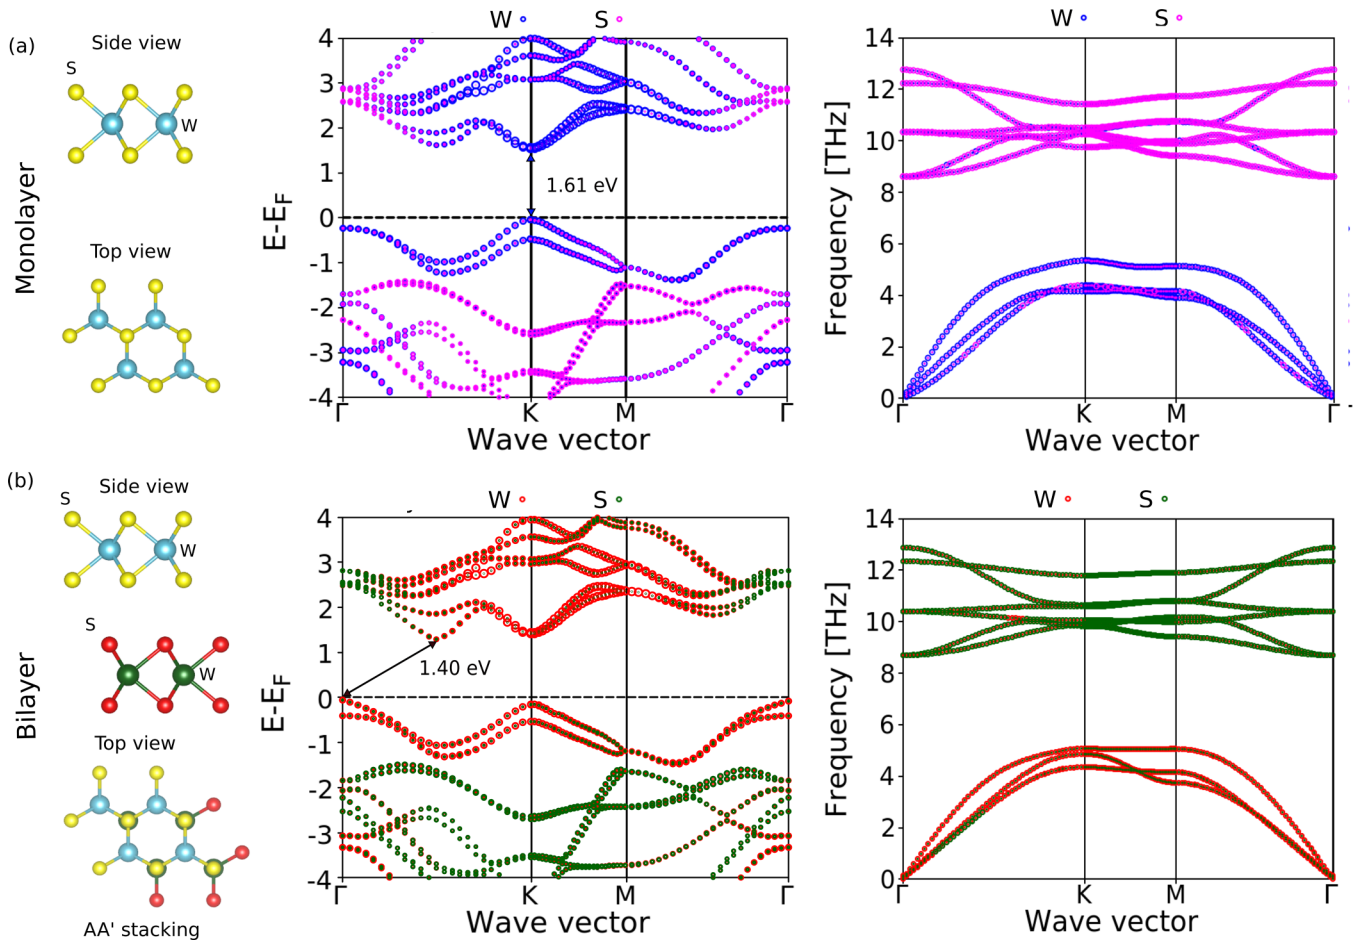 (a)
Side view
S
W
Top view
Monolayer
W S
E-E_F
4
3
2
1
0
-1
-2
-3
-4
1.61 eV
Γ K M Γ
Wave vector
W S
Frequency [THz]
14
12
10
8
6
4
2
0
Γ K M Γ
Wave vector
(b)
Side view
S
W
S
W
Top view
AA' stacking
Bilayer
W S
E-E_F
4
3
2
1
0
-1
-2
-3
-4
1.40 eV
Γ K M Γ
Wave vector
W S
Frequency [THz]
14
12
10
8
6
4
2
0
Γ K M Γ
Wave vector